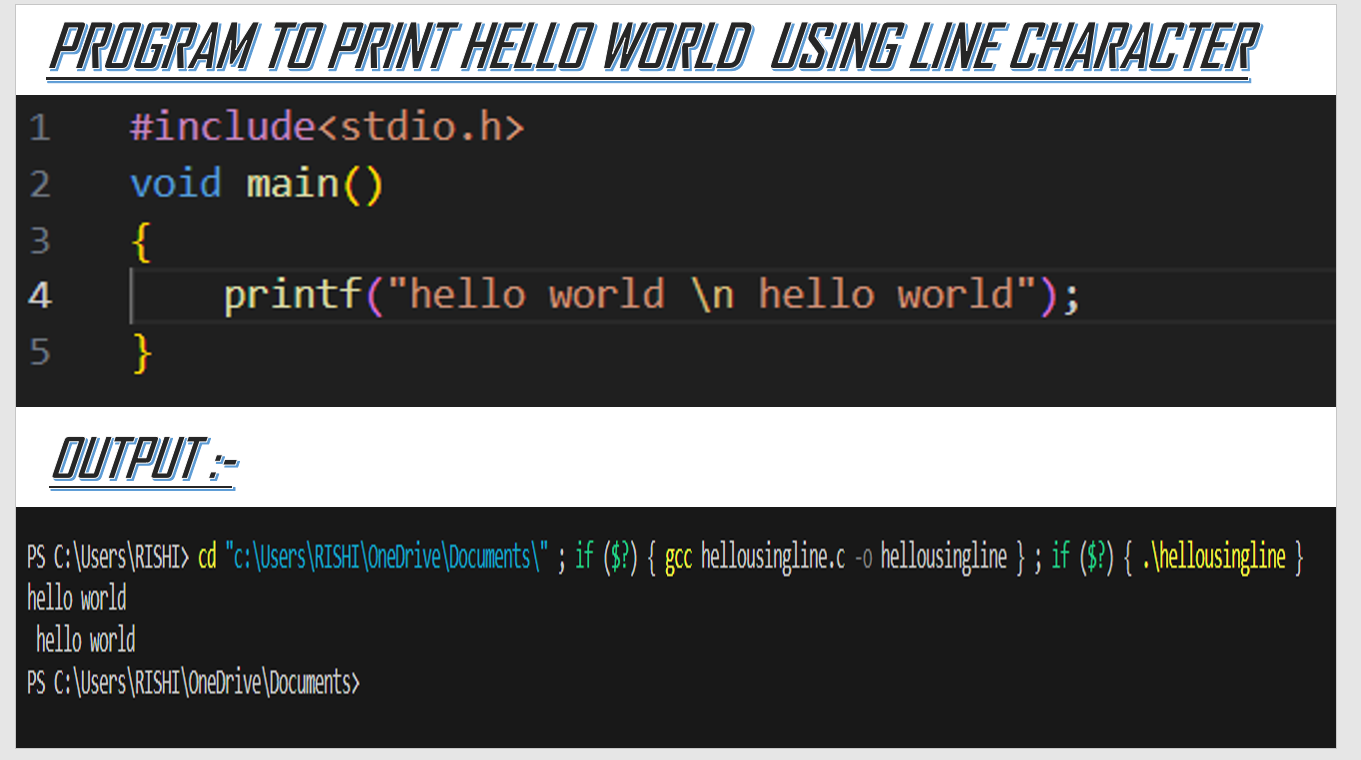 PROGRAM TO PRINT HELLO WORLD USING LINE CHARACTER
1 #include<stdio.h>
2 void main()
3 {
4     printf("hello world \n hello world");
5 }
OUTPUT :-
PS C:\Users\RISHI> cd "c:\Users\RISHI\OneDrive\Documents\" ; if ($?) { gcc hellousingline.c -o hellousingline } ; if ($?) { .\hellousingline }
hello world
 hello world
PS C:\Users\RISHI\OneDrive\Documents>